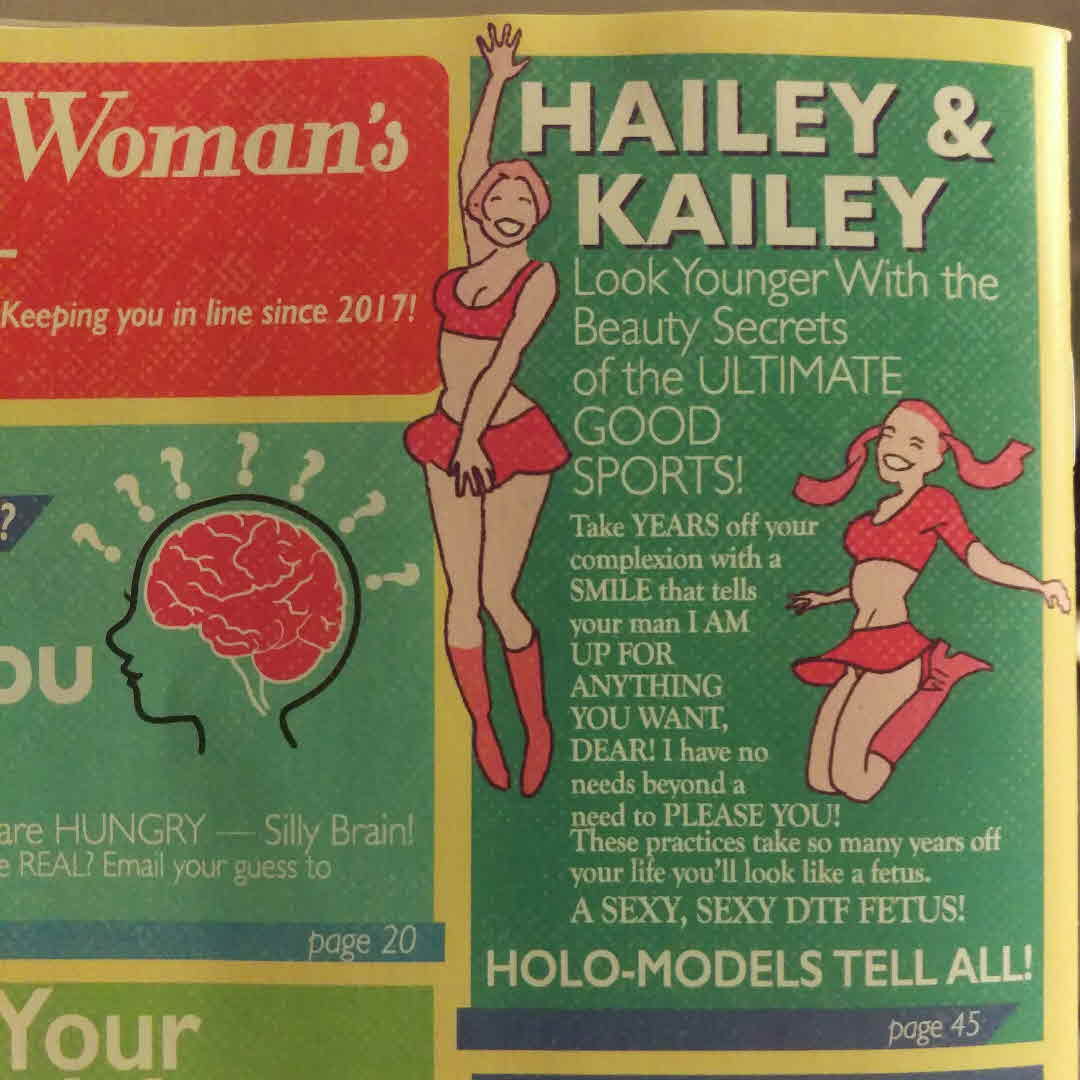 Woman's
Keeping you in line since 2017!
?
? ? ? ? ? ? ?
OU
are HUNGRY — Silly Brain!
e REAL? Email your guess to
page 20
Your
HAILEY &
KAILEY
Look Younger With the
Beauty Secrets
of the ULTIMATE
GOOD
SPORTS!
Take YEARS off your
complexion with a
SMILE that tells
your man I AM
UP FOR
ANYTHING
YOU WANT,
DEAR! I have no
needs beyond a
need to PLEASE YOU!
These practices take so many years off
your life you'll look like a fetus.
A SEXY, SEXY DTF FETUS!
HOLO-MODELS TELL ALL!
page 45